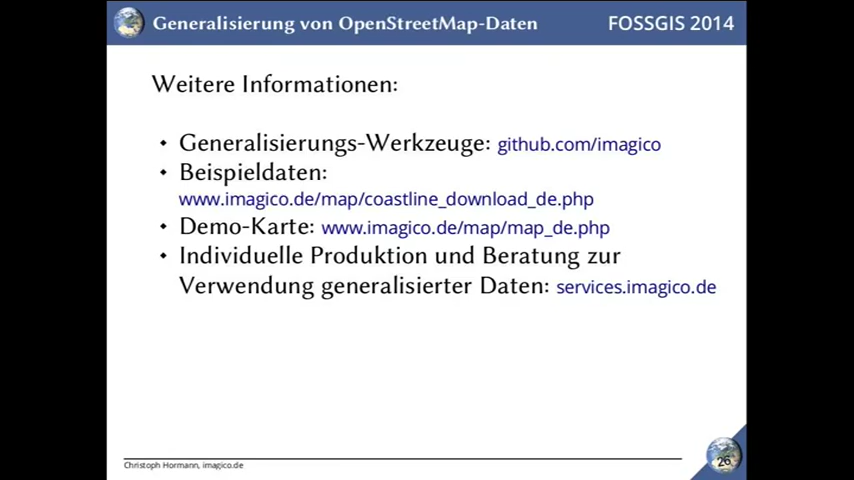 Generalisierung von OpenStreetMap-Daten FOSSGIS 2014
Weitere Informationen:
• Generalisierungs-Werkzeuge: github.com/imagico
• Beispieldaten:
www.imagico.de/map/coastline_download_de.php
• Demo-Karte: www.imagico.de/map/map_de.php
• Individuelle Produktion und Beratung zur
Verwendung generalisierter Daten: services.imagico.de
Christoph Hormann, imagico.de
26